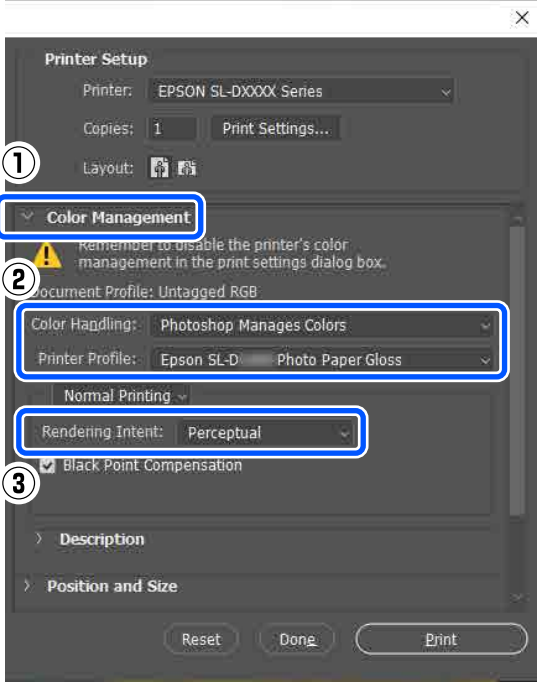 Printer Setup
Printer: EPSON SL-DXXXX Series
Copies: 1 Print Settings...
① Layout:
Color Management
Remember to disable the printer's color
management in the print settings dialog box.
②
Document Profile: Untagged RGB
Color Handling: Photoshop Manages Colors
Printer Profile: Epson SL-D Photo Paper Gloss
Normal Printing
Rendering Intent: Perceptual
Black Point Compensation
③
Description
Position and Size
Reset Done Print